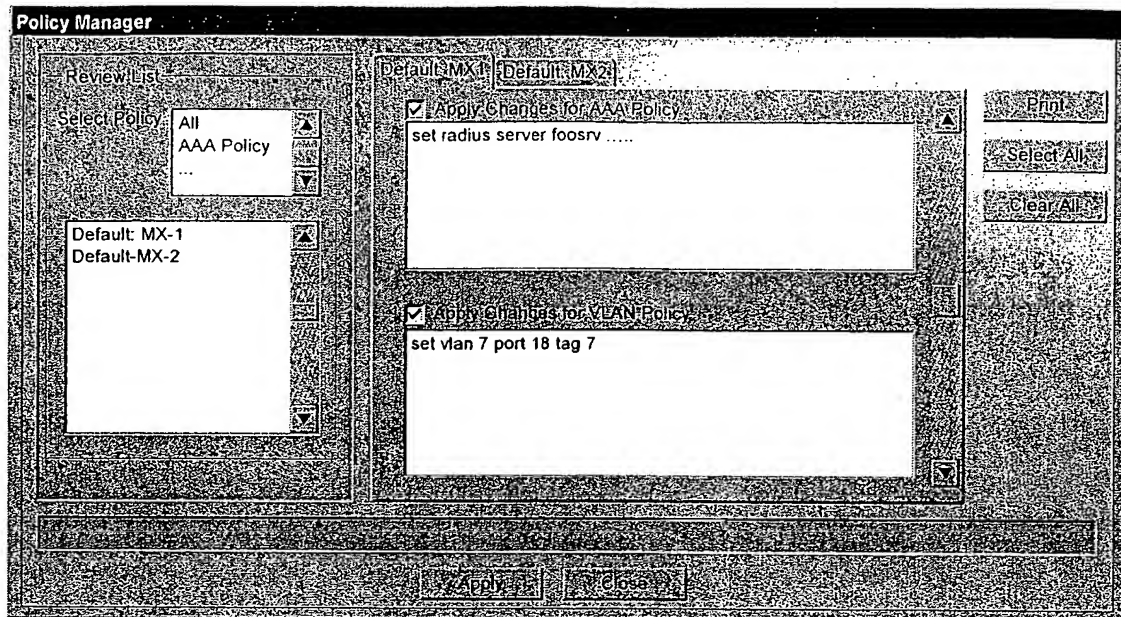 Policy Manager
Review List
Select Policy
All
AAA Policy
...
Default: MX-1
Default-MX-2
Default: MX1
Default: MX2
Apply Changes for AAA Policy
set radius server foosrv .....
Apply Changes for VLAN Policy
set vlan 7 port 18 tag 7
Print
Select All
Clear All
Apply
Close